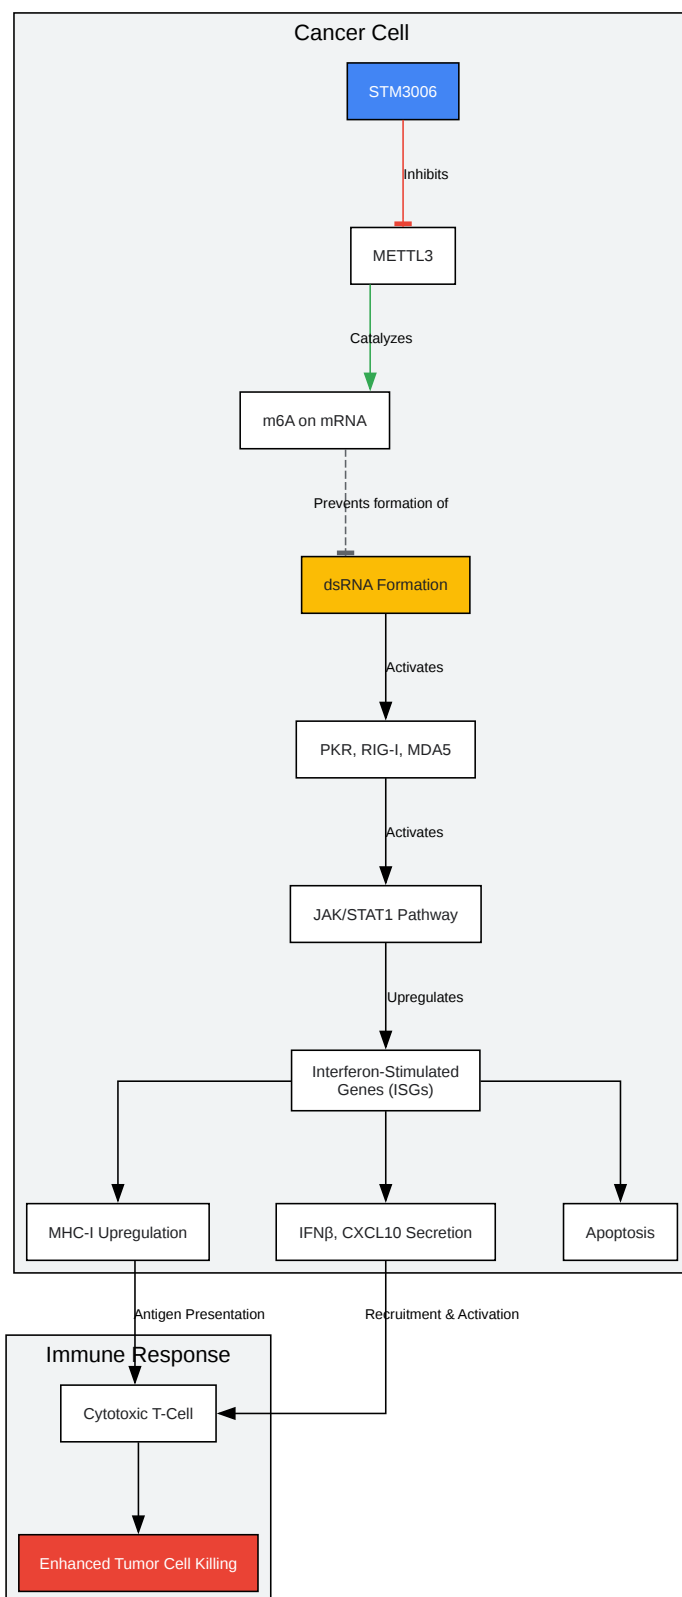 Cancer Cell
STM3006
Inhibits
METTL3
Catalyzes
m6A on mRNA
Prevents formation of
dsRNA Formation
Activates
PKR, RIG-I, MDA5
Activates
JAK/STAT1 Pathway
Upregulates
Interferon-Stimulated
Genes (ISGs)
MHC-I Upregulation
IFNβ, CXCL10 Secretion
Apoptosis
Antigen Presentation
Recruitment & Activation
Immune Response
Cytotoxic T-Cell
Enhanced Tumor Cell Killing